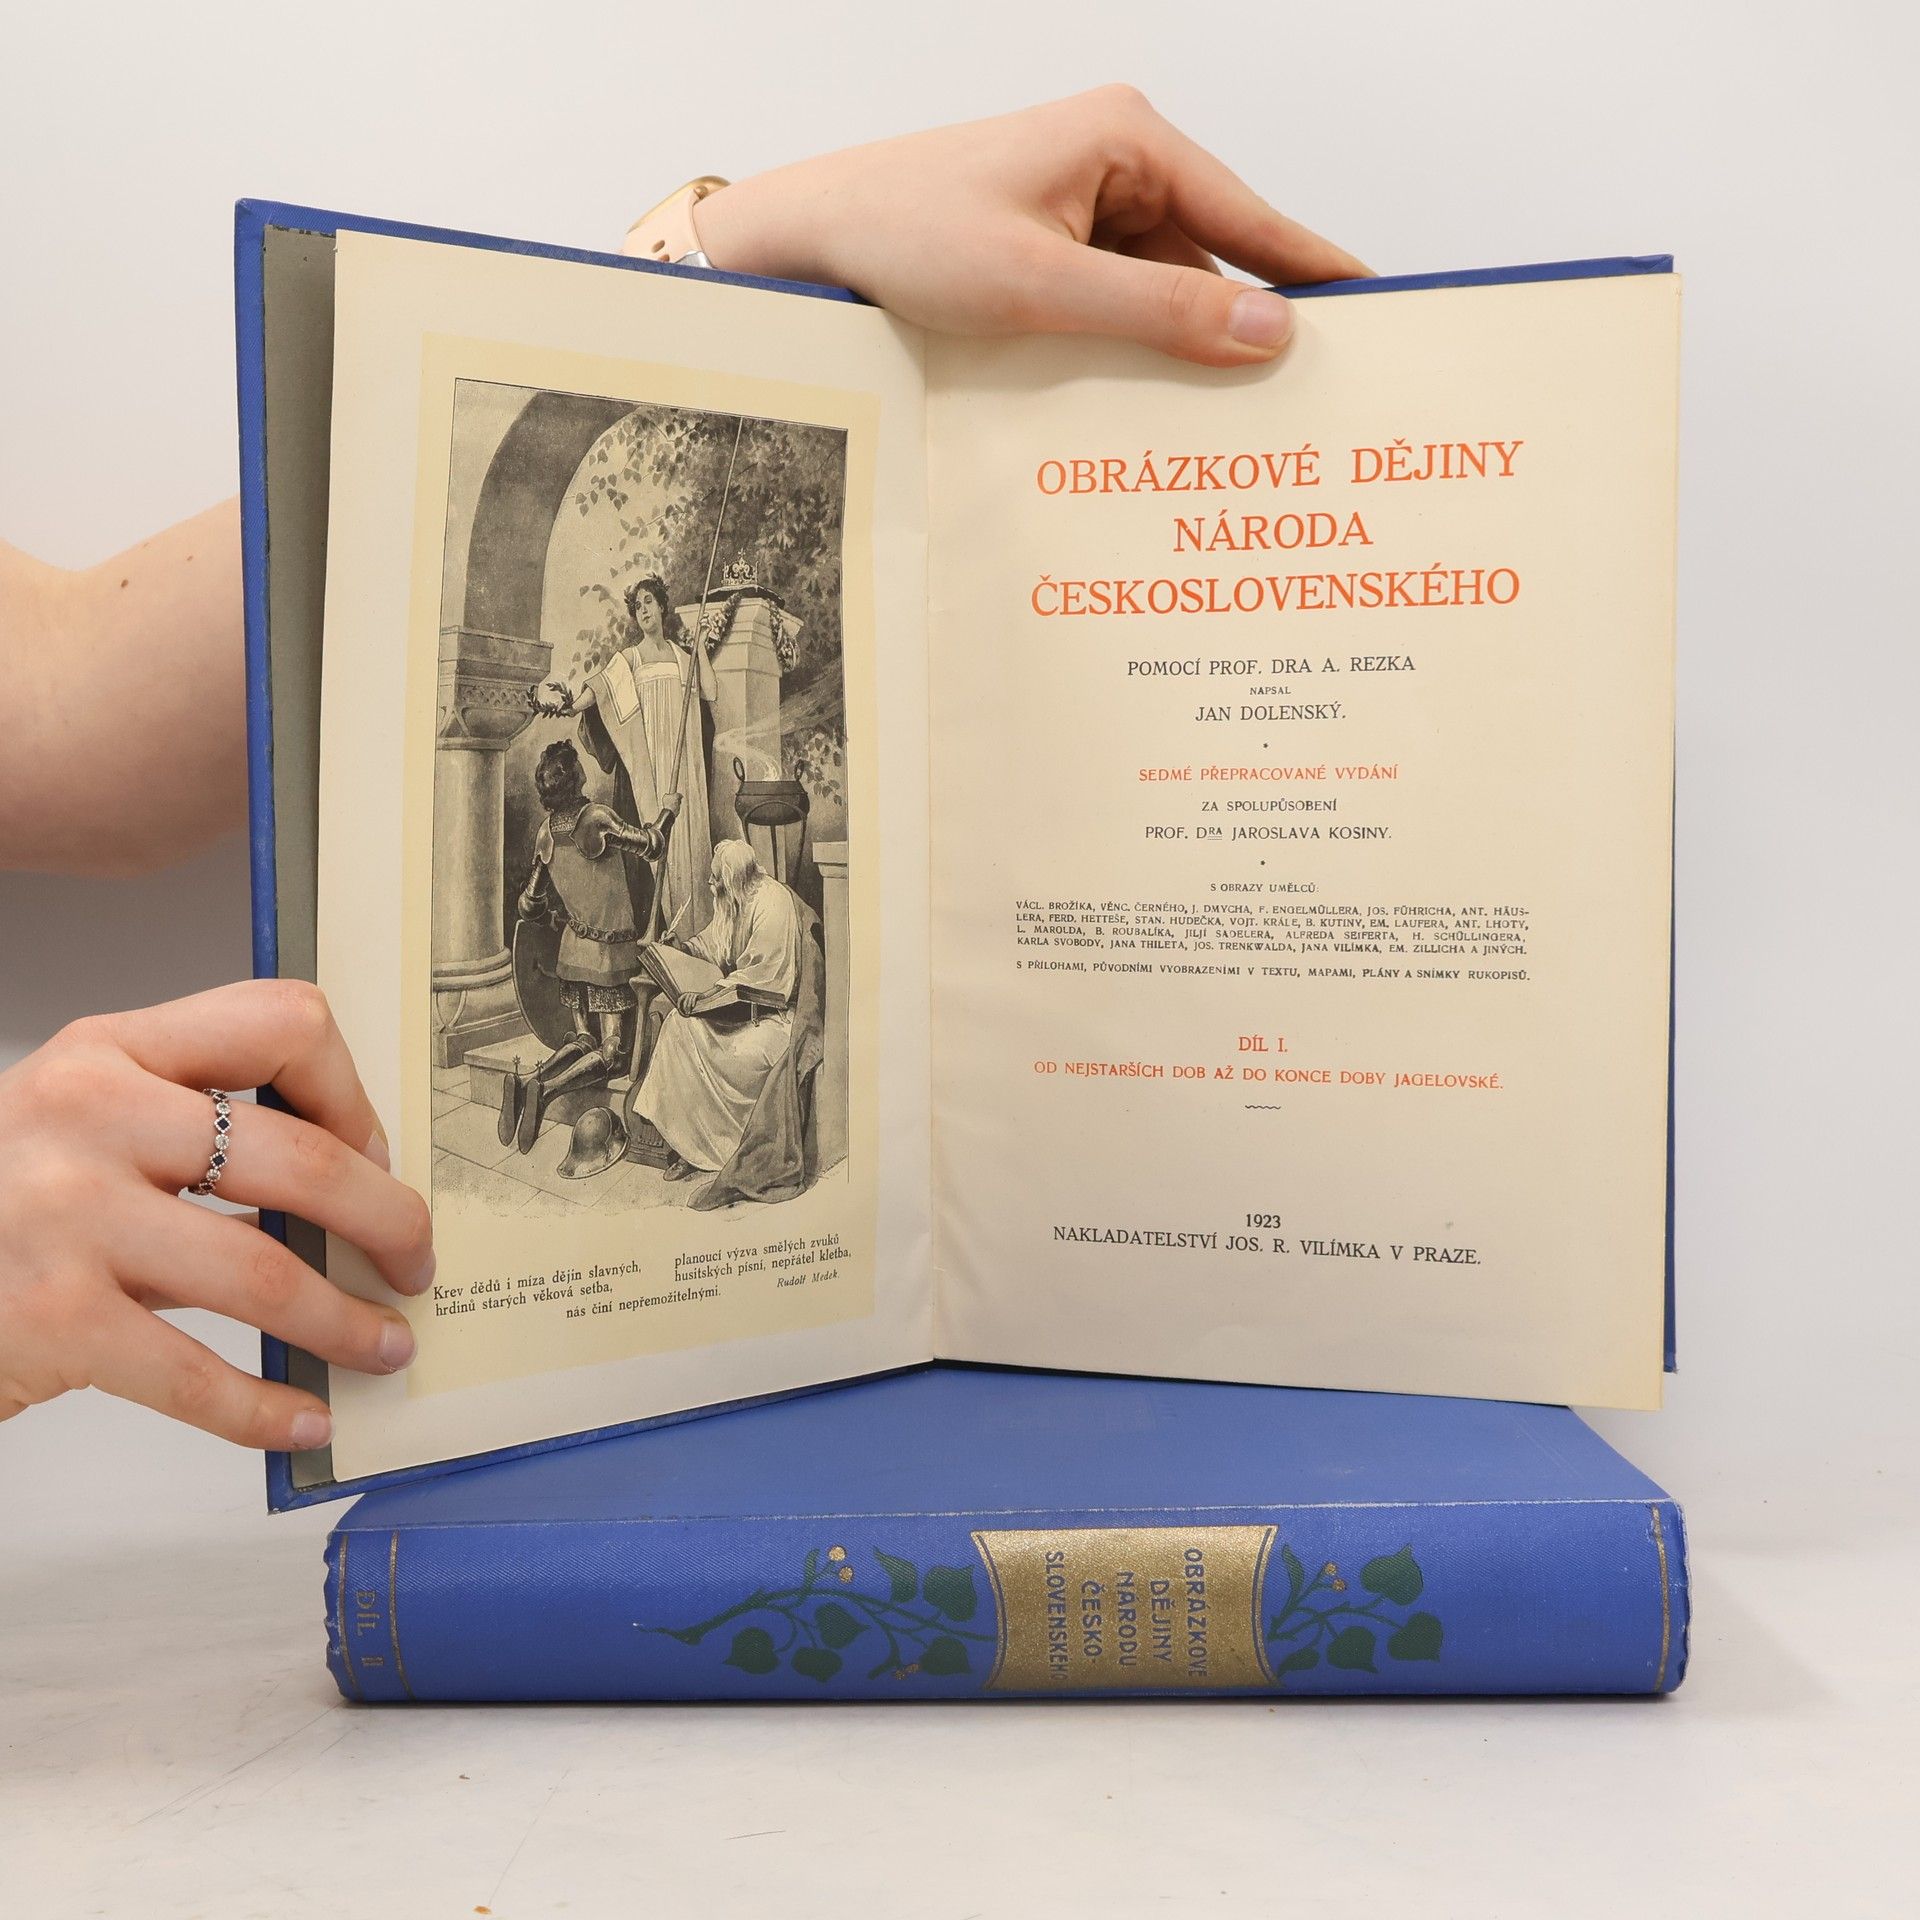 Krev dědů i míza dějin slavných,
hrdinů starých věková setba,
planoucí výzva smělých zvuků
husitských písní, nepřátel kletba,
nás činí nepřemožitelnými.
Rudolf Medek.
OBRÁZKOVÉ DĚJINY
NÁRODA
ČESKOSLOVENSKÉHO
POMOCÍ PROF. DRA A. REZKA
NAPSAL
JAN DOLENSKÝ.
SEDMÉ PŘEPRACOVANÉ VYDÁNÍ
ZA SPOLUPŮSOBENÍ
PROF. DRA JAROSLAVA KOSINY.
S OBRAZY UMĚLCŮ:
VÁCL. BROŽÍKA, VĚNC. ČERNÉHO, J. DMYCHA, F. ENGELMÜLLERA, JOS. FÜHRICHA, ANT. HÄUS-
LERA, FERD. HETTEŠE, STAN. HUDEČKA, VOJT. KRÁLE, B. KUTINY, EM. LAUFERA, ANT. LHOTY,
L. MAROLDA, B. ROUBALÍKA, JILJÍ SADELERA, ALFREDA SEIFERTA, H. SCHÜLLINGERA,
KARLA SVOBODY, JANA THILETA, JOS. TRENKWALDA, JANA VILÍMKA, EM. ZILLICHA A JINÝCH.
S PŘÍLOHAMI, PŮVODNÍMI VYOBRAZENÍMI V TEXTU, MAPAMI, PLÁNY A SNÍMKY RUKOPISŮ.
DÍL I.
OD NEJSTARŠÍCH DOB AŽ DO KONCE DOBY JAGELOVSKÉ.
1923
NAKLADATELSTVÍ JOS. R. VILÍMKA V PRAZE.
OBRÁZKOVÉ
DĚJINY
NÁRODU
ČESKO-
SLOVENSKÉHO
DÍL II